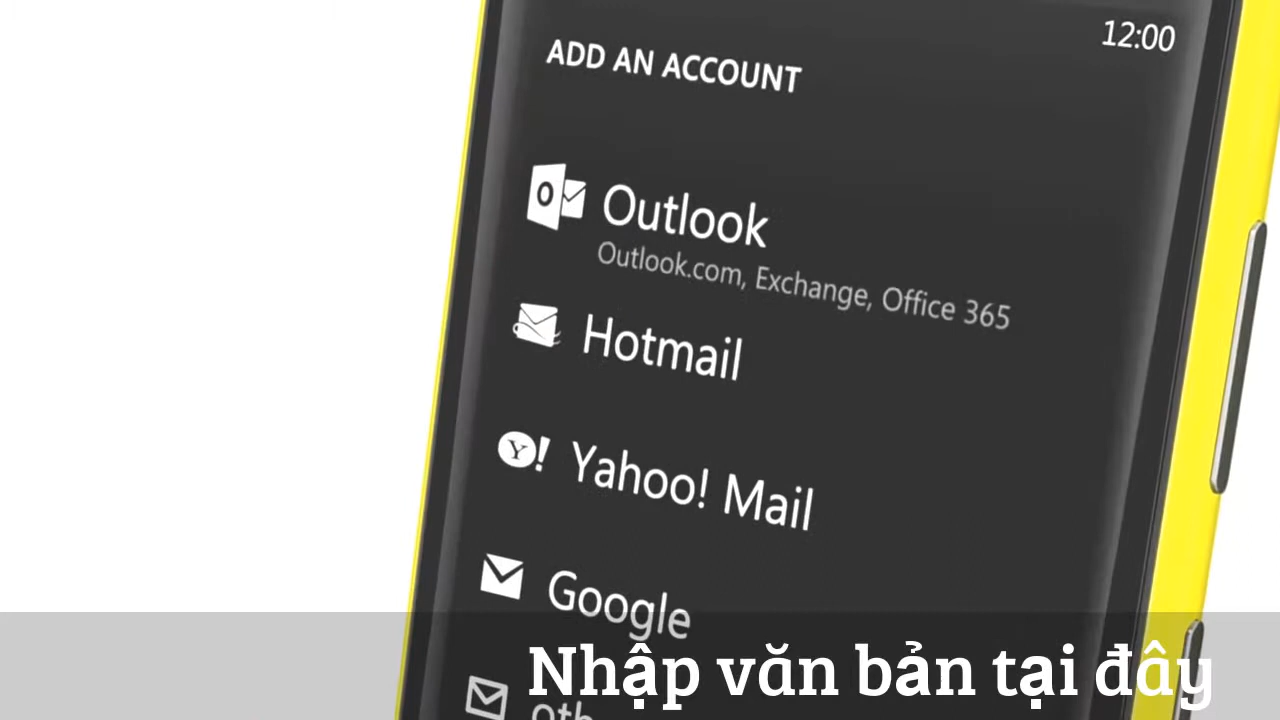 12:00
ADD AN ACCOUNT
Outlook
Outlook.com, Exchange, Office 365
Hotmail
Yahoo! Mail
Google
Nhập văn bản tại đây